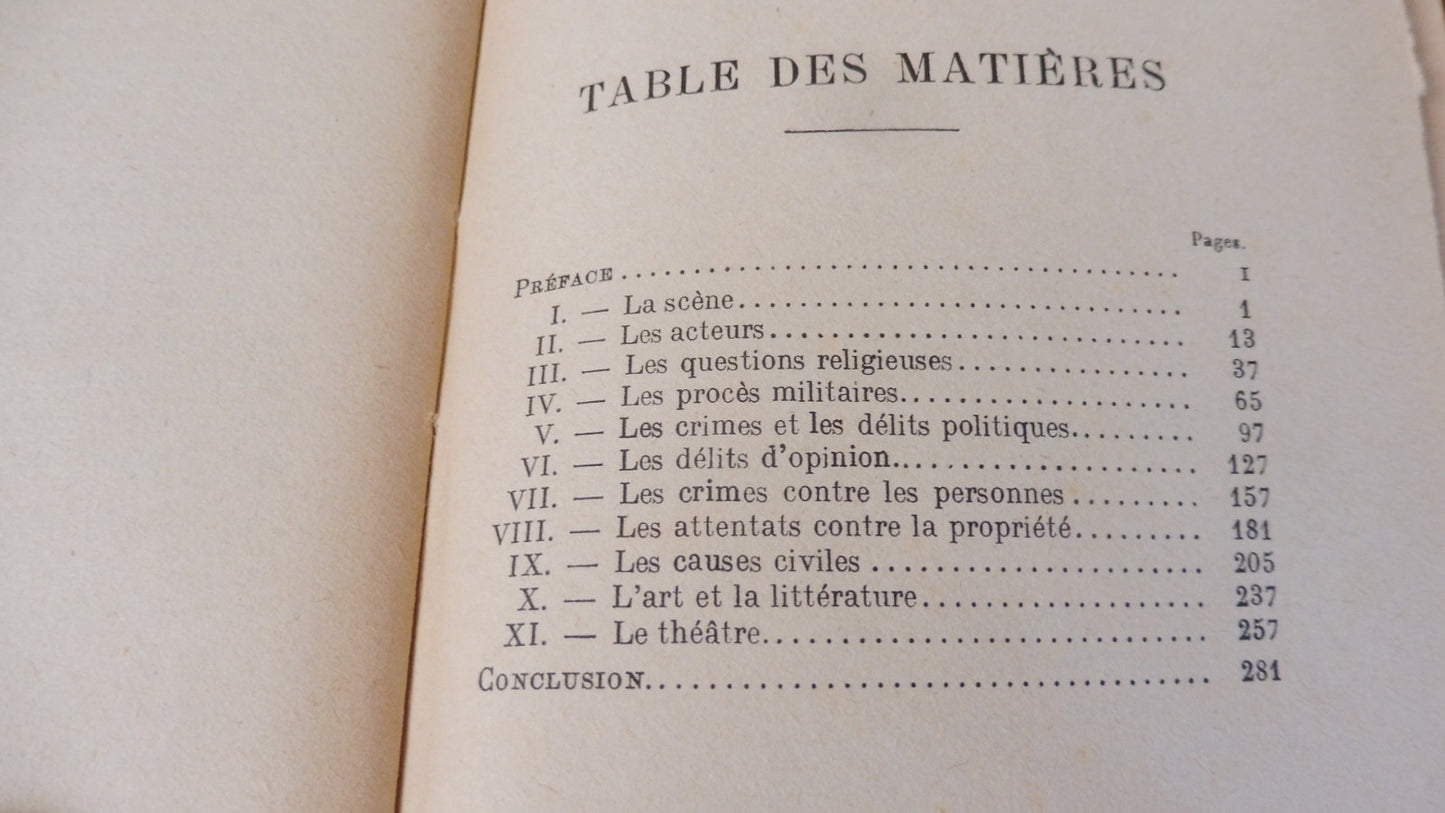 TABLE DES MATIÈRES
Pages.
PRÉFACE........................................ I
I. — La scène.............................. 1
II. — Les acteurs............................ 13
III. — Les questions religieuses................ 37
IV. — Les procès militaires.................... 65
V. — Les crimes et les délits politiques......... 97
VI. — Les délits d'opinion..................... 127
VII. — Les crimes contre les personnes......... 157
VIII. — Les attentats contre la propriété......... 181
IX. — Les causes civiles....................... 205
X. — L'art et la littérature................... 237
XI. — Le théâtre............................. 257
CONCLUSION..................................... 281